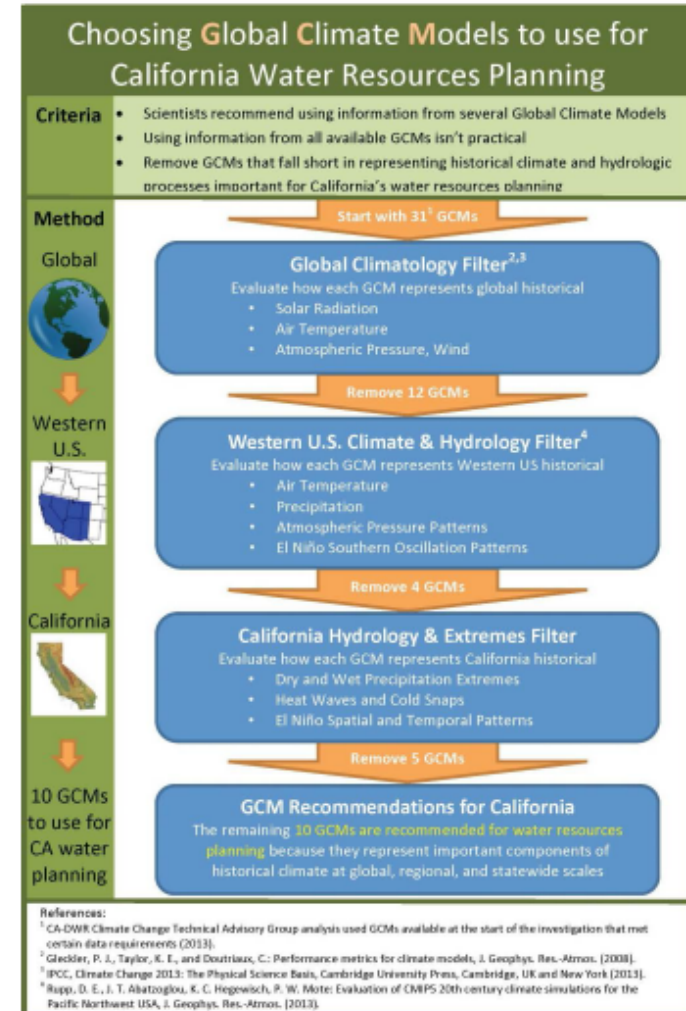 Choosing Global Climate Models to use for
California Water Resources Planning
Criteria
• Scientists recommend using information from several Global Climate Models
• Using information from all available GCMs isn't practical
• Remove GCMs that fall short in representing historical climate and hydrologic
processes important for California's water resources planning
Method
Start with 31¹ GCMs
Global
Global Climatology Filter²,³
Evaluate how each GCM represents global historical
• Solar Radiation
• Air Temperature
• Atmospheric Pressure, Wind
Remove 12 GCMs
Western
U.S.
Western U.S. Climate & Hydrology Filter⁴
Evaluate how each GCM represents Western US historical
• Air Temperature
• Precipitation
• Atmospheric Pressure Patterns
• El Niño Southern Oscillation Patterns
Remove 4 GCMs
California
California Hydrology & Extremes Filter
Evaluate how each GCM represents California historical
• Dry and Wet Precipitation Extremes
• Heat Waves and Cold Snaps
• El Niño Spatial and Temporal Patterns
Remove 5 GCMs
10 GCMs
to use for
CA water
planning
GCM Recommendations for California
The remaining 10 GCMs are recommended for water resources
planning because they represent important components of
historical climate at global, regional, and statewide scales
References:
¹ CA-DWR Climate Change Technical Advisory Group analysis used GCMs available at the start of the investigation that met
certain data requirements (2013).
² Gleckler, P. J., Taylor, K. E., and Doutriaux, C.: Performance metrics for climate models, J. Geophys. Res.-Atmos. (2008).
³ IPCC, Climate Change 2013: The Physical Science Basis, Cambridge University Press, Cambridge, UK and New York (2013).
⁴ Rupp, D. E., J. T. Abatzoglou, K. C. Hegewisch, P. W. Mote: Evaluation of CMIP5 20th century climate simulations for the
Pacific Northwest USA, J. Geophys. Res.-Atmos. (2013).